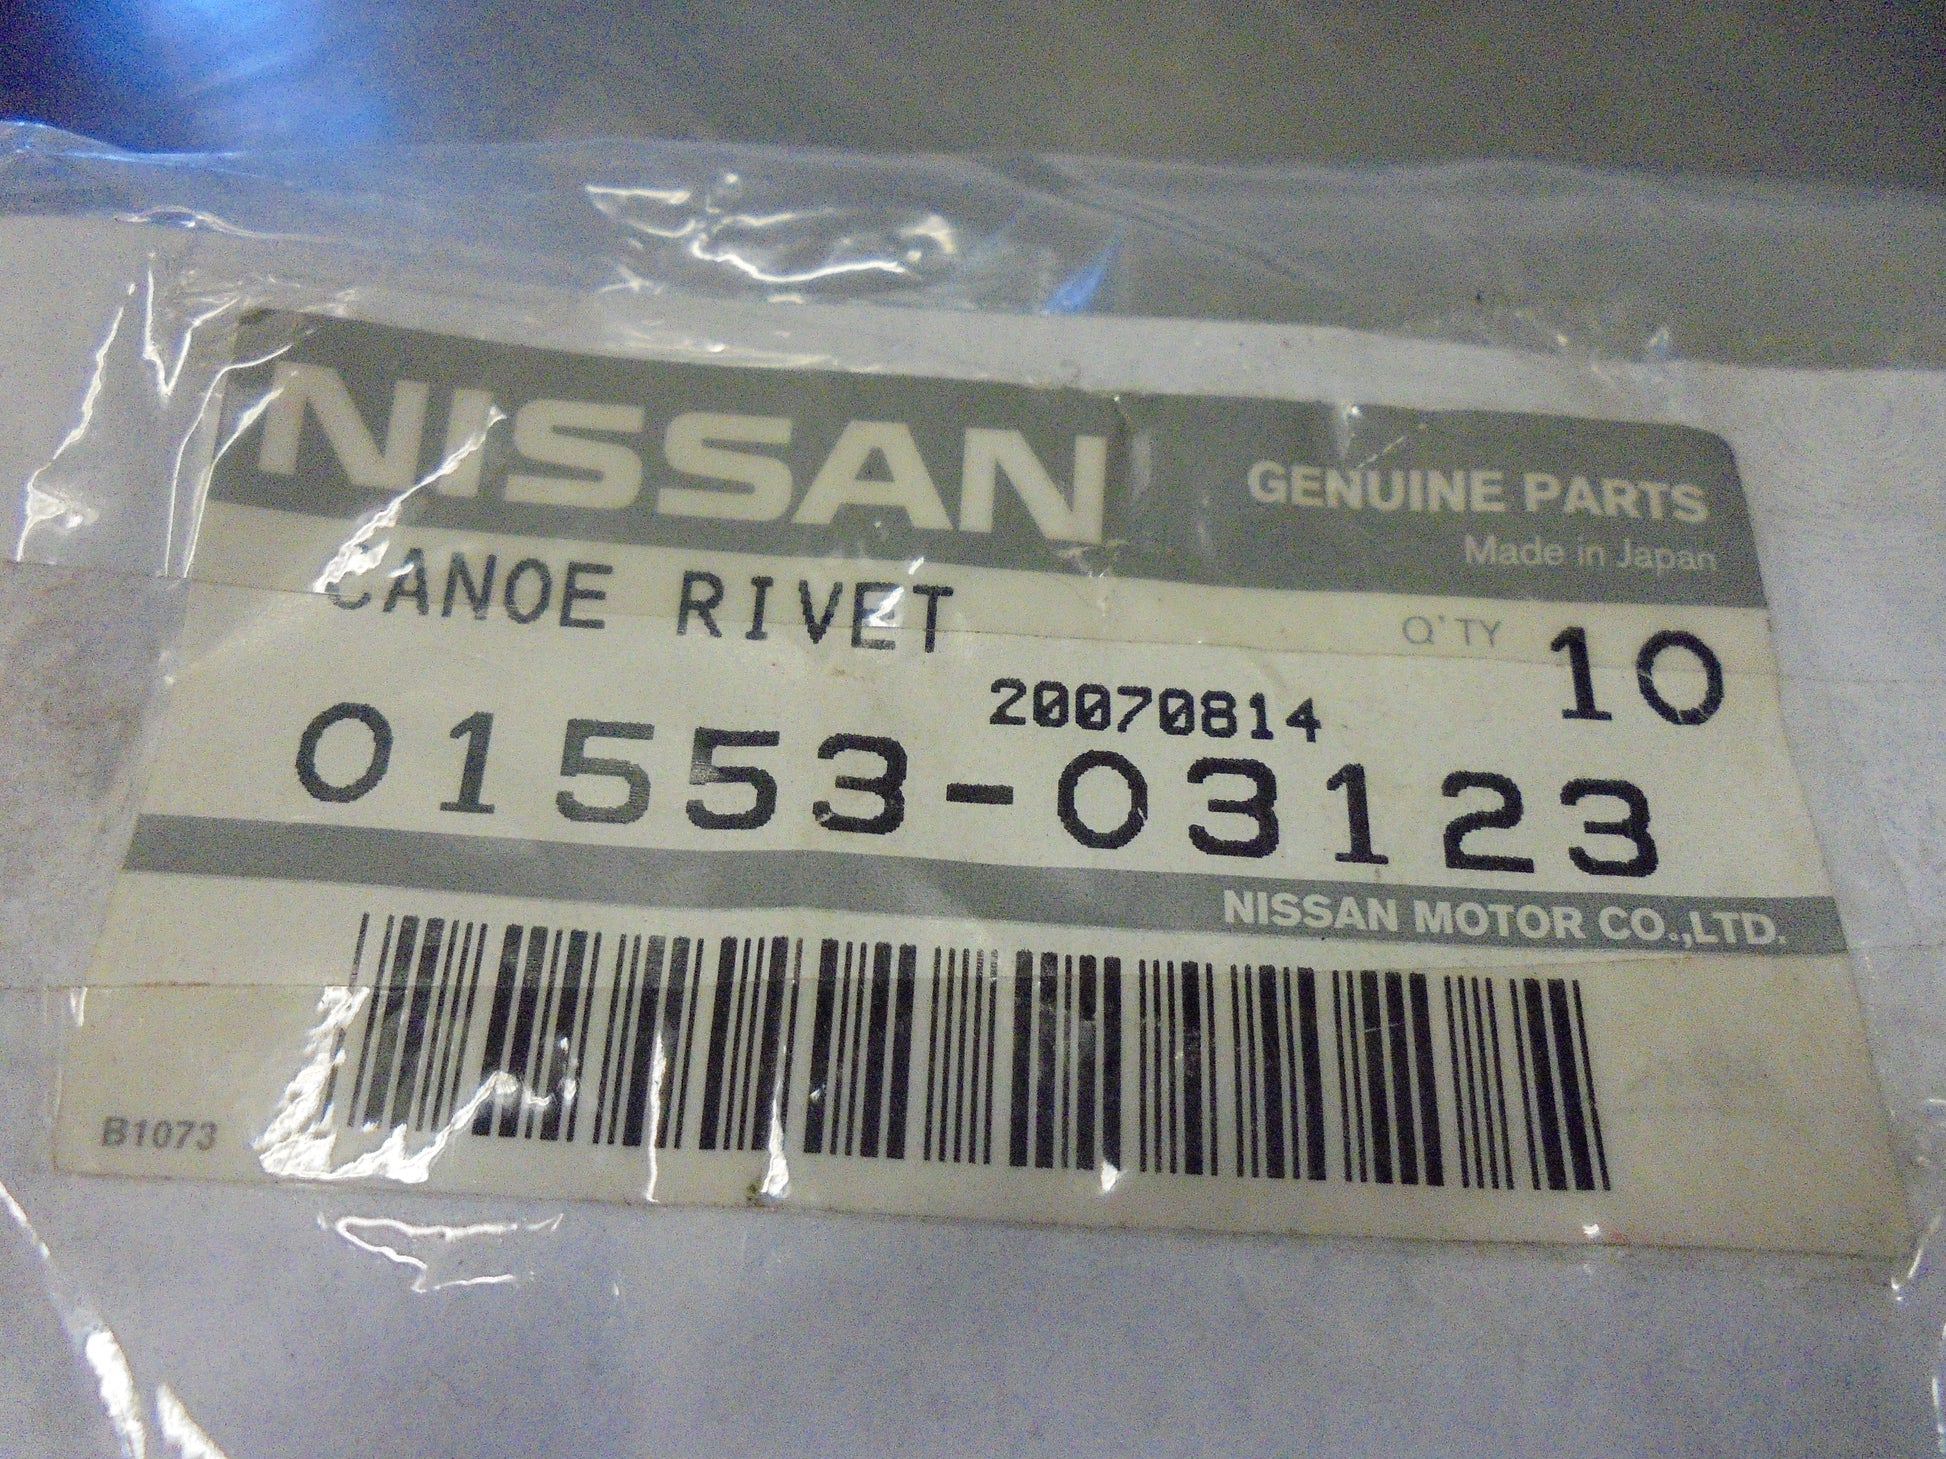 NISSAN
GENUINE PARTS
Made in Japan
CANOE RIVET
Q'TY 10
20070814
01553-03123
NISSAN MOTOR CO.,LTD.
B1073